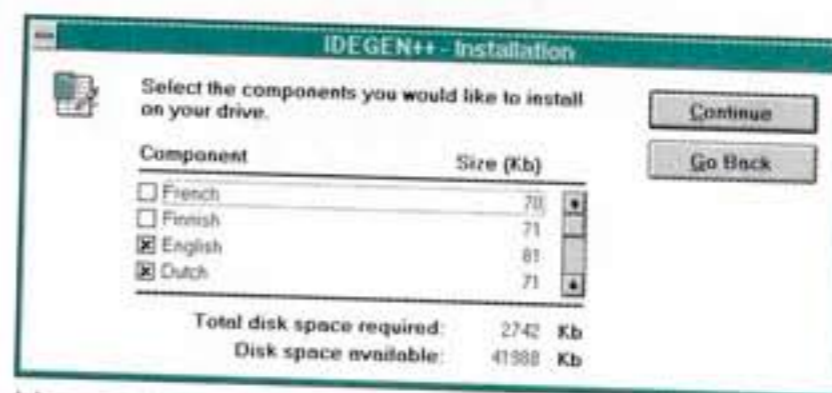 IDEGEN++ - Installation
Select the components you would like to install
on your drive.
Continue
Go Back
Component Size (Kb)
French 70
Finnish 71
English 81
Dutch 71
Total disk space required: 2742 Kb
Disk space available: 41988 Kb